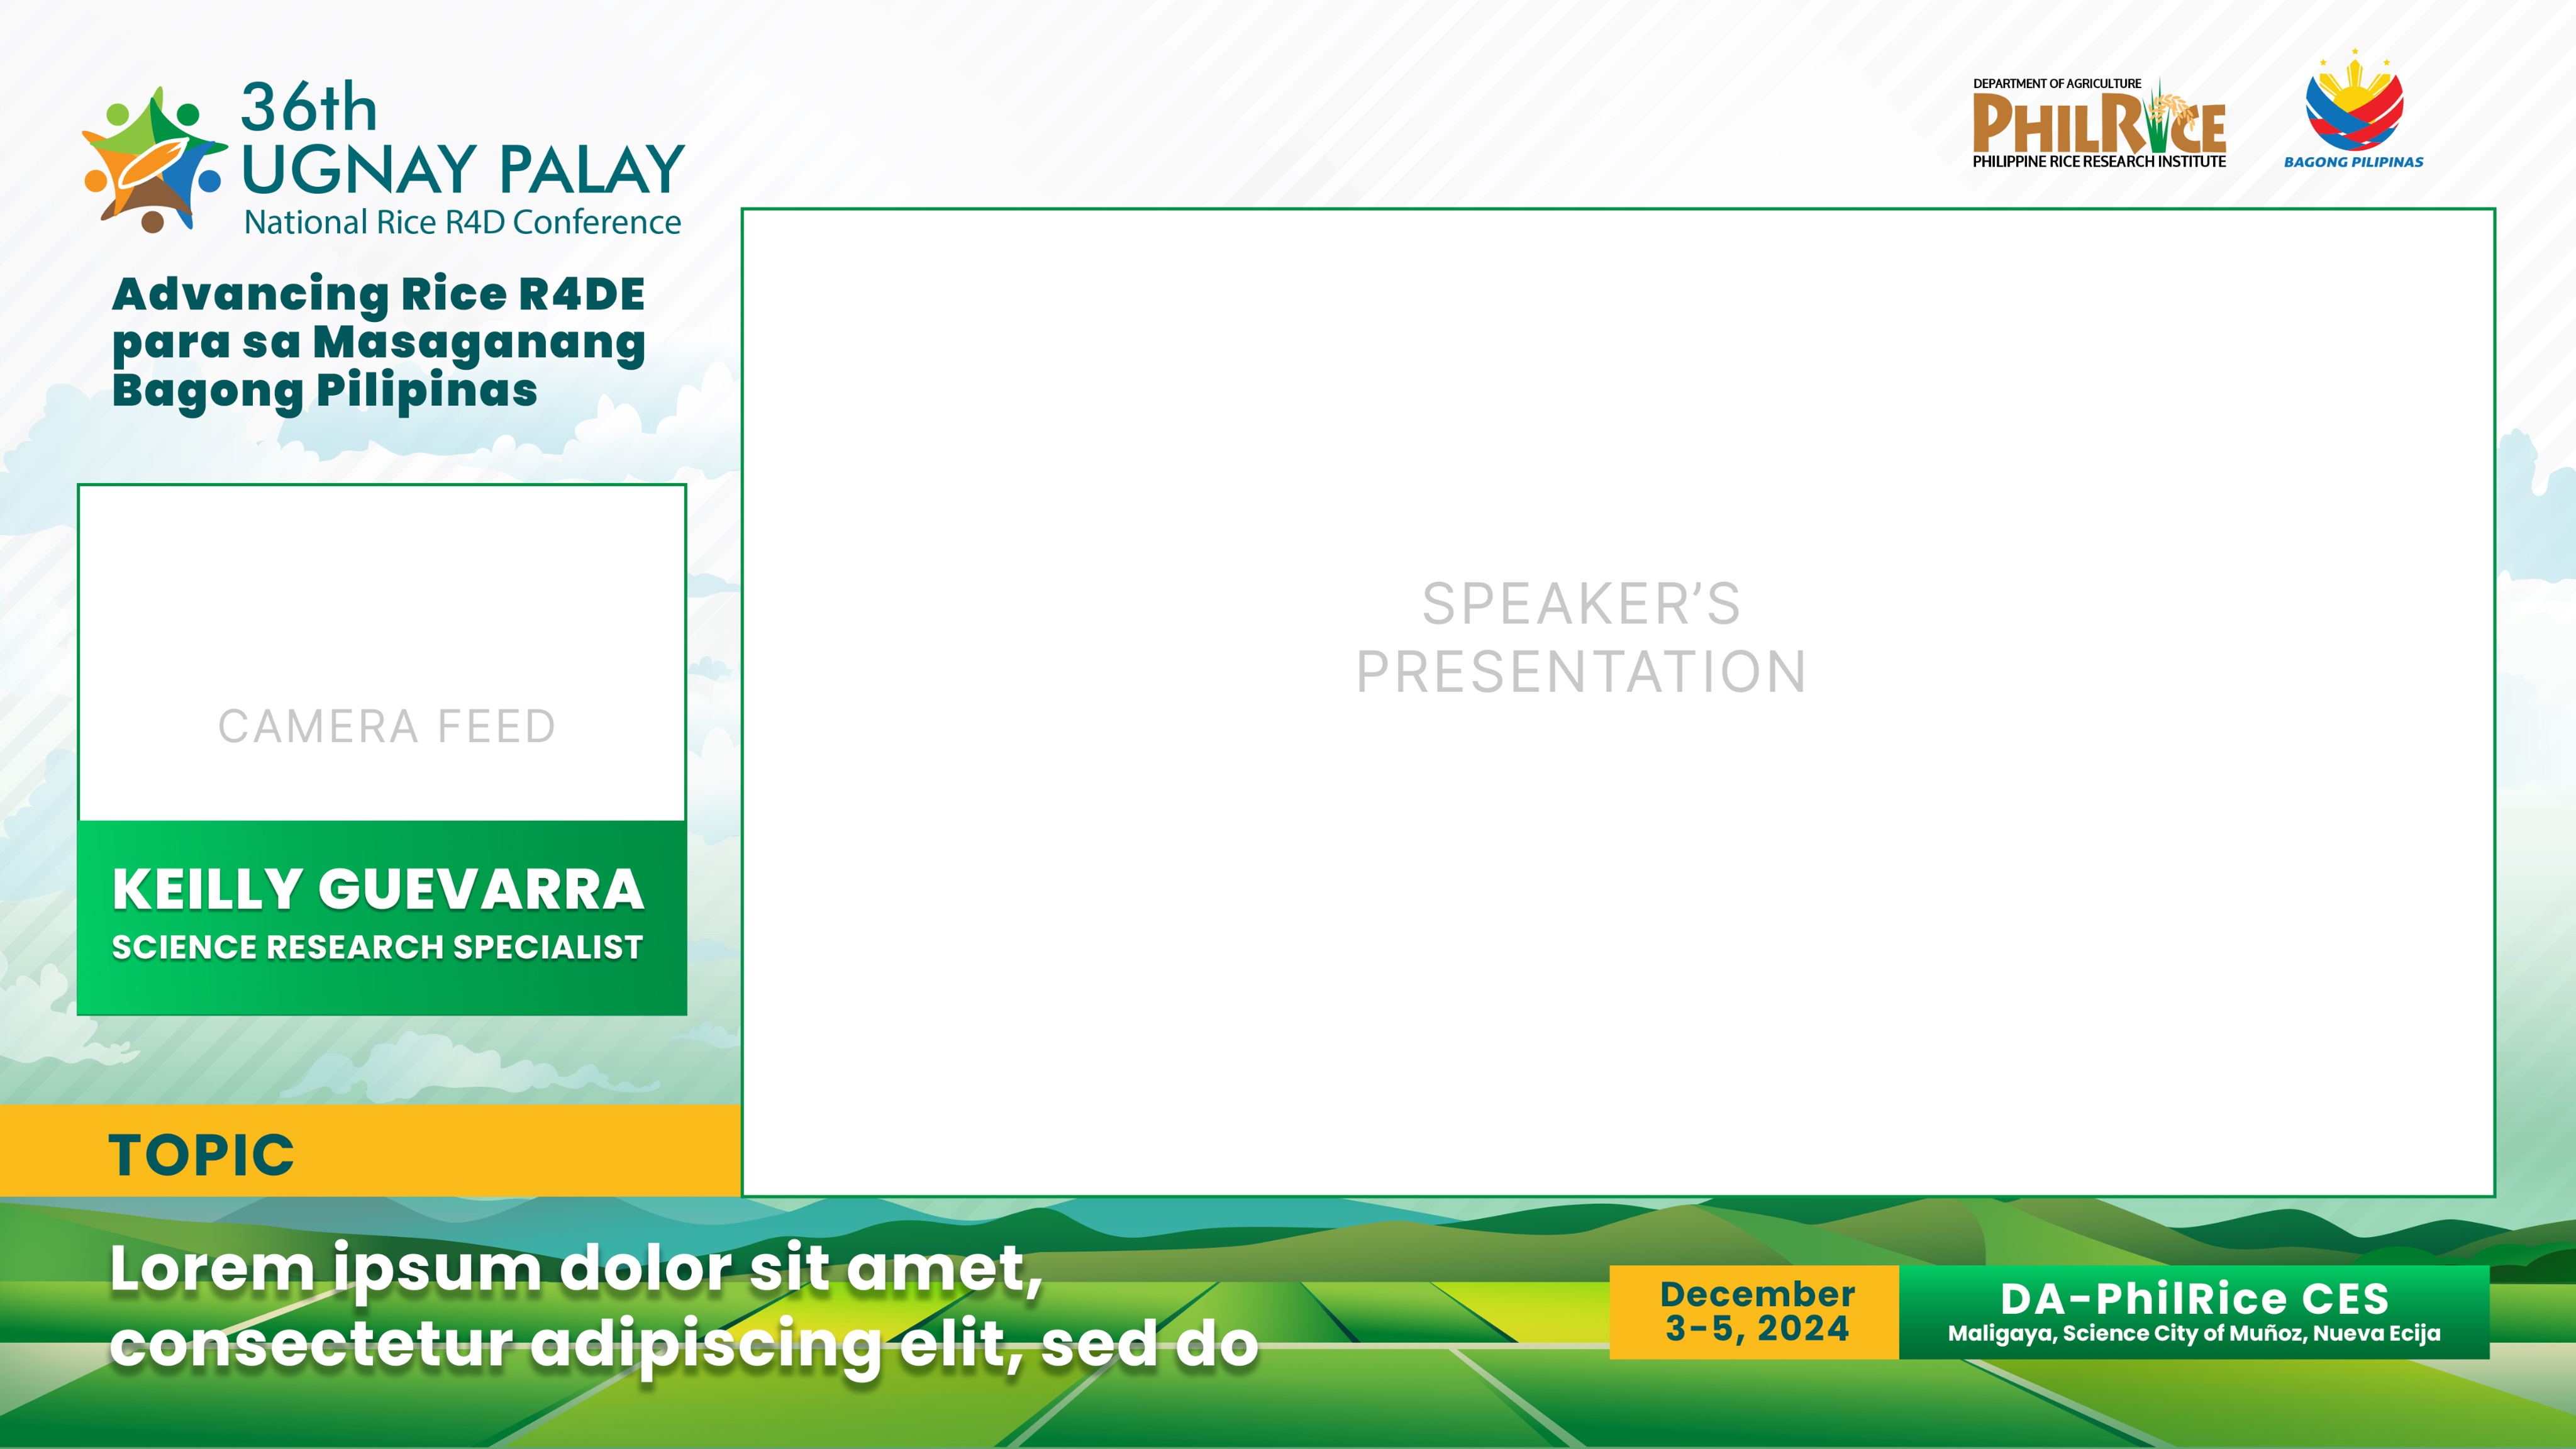 36th
UGNAY PALAY
National Rice R4D Conference
Advancing Rice R4DE
para sa Masaganang
Bagong Pilipinas
DEPARTMENT OF AGRICULTURE
PHILRICE
PHILIPPINE RICE RESEARCH INSTITUTE
BAGONG PILIPINAS
CAMERA FEED
KEILLY GUEVARRA
SCIENCE RESEARCH SPECIALIST
SPEAKER’S
PRESENTATION
TOPIC
Lorem ipsum dolor sit amet,
consectetur adipiscing elit, sed do
December
3-5, 2024
DA-PhilRice CES
Maligaya, Science City of Muñoz, Nueva Ecija